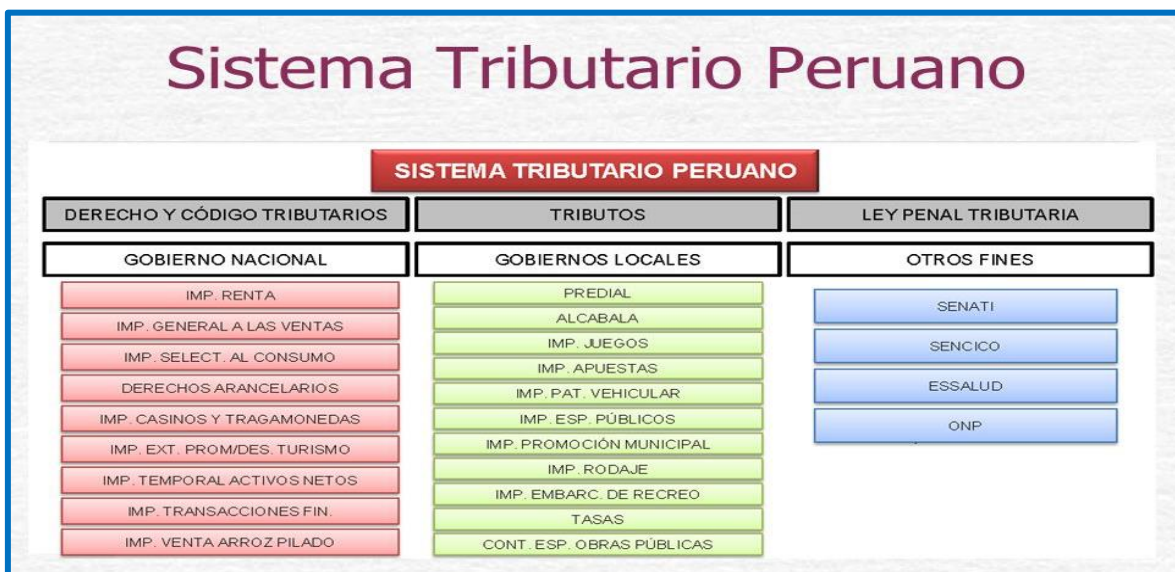 Sistema Tributario Peruano
SISTEMA TRIBUTARIO PERUANO
DERECHO Y CÓDIGO TRIBUTARIOS
TRIBUTOS
LEY PENAL TRIBUTARIA
GOBIERNO NACIONAL
GOBIERNOS LOCALES
OTROS FINES
IMP. RENTA
IMP. GENERAL A LAS VENTAS
IMP. SELECT. AL CONSUMO
DERECHOS ARANCELARIOS
IMP. CASINOS Y TRAGAMONEDAS
IMP. EXT. PROM/DES. TURISMO
IMP. TEMPORAL ACTIVOS NETOS
IMP. TRANSACCIONES FIN.
IMP. VENTA ARROZ PILADO
PREDIAL
ALCABALA
IMP. JUEGOS
IMP. APUESTAS
IMP. PAT. VEHICULAR
IMP. ESP. PÚBLICOS
IMP. PROMOCIÓN MUNICIPAL
IMP. RODAJE
IMP. EMBARC. DE RECREO
TASAS
CONT. ESP. OBRAS PÚBLICAS
SENATI
SENCICO
ESSALUD
ONP